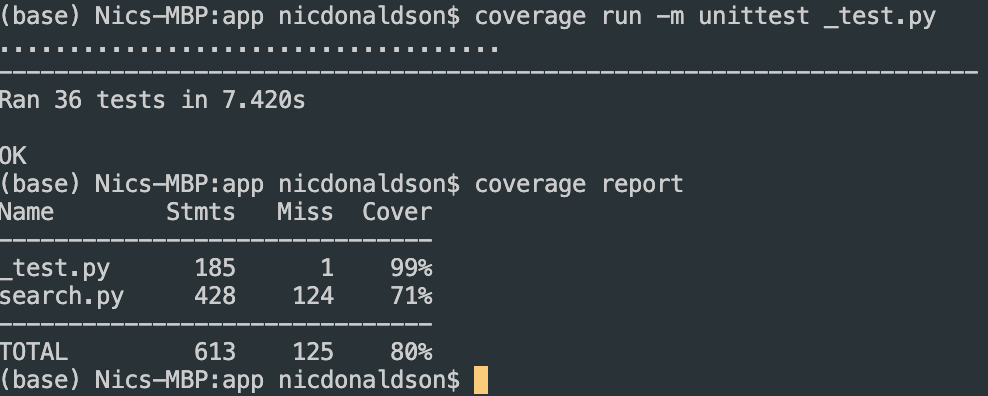 (base) Nics-MBP:app nicdonaldson$ coverage run -m unittest _test.py
....................................
----------------------------------------------------------------------
Ran 36 tests in 7.420s
OK
(base) Nics-MBP:app nicdonaldson$ coverage report
Name        Stmts   Miss  Cover
-------------------------------
_test.py      185      1    99%
search.py     428    124    71%
-------------------------------
TOTAL         613    125    80%
(base) Nics-MBP:app nicdonaldson$